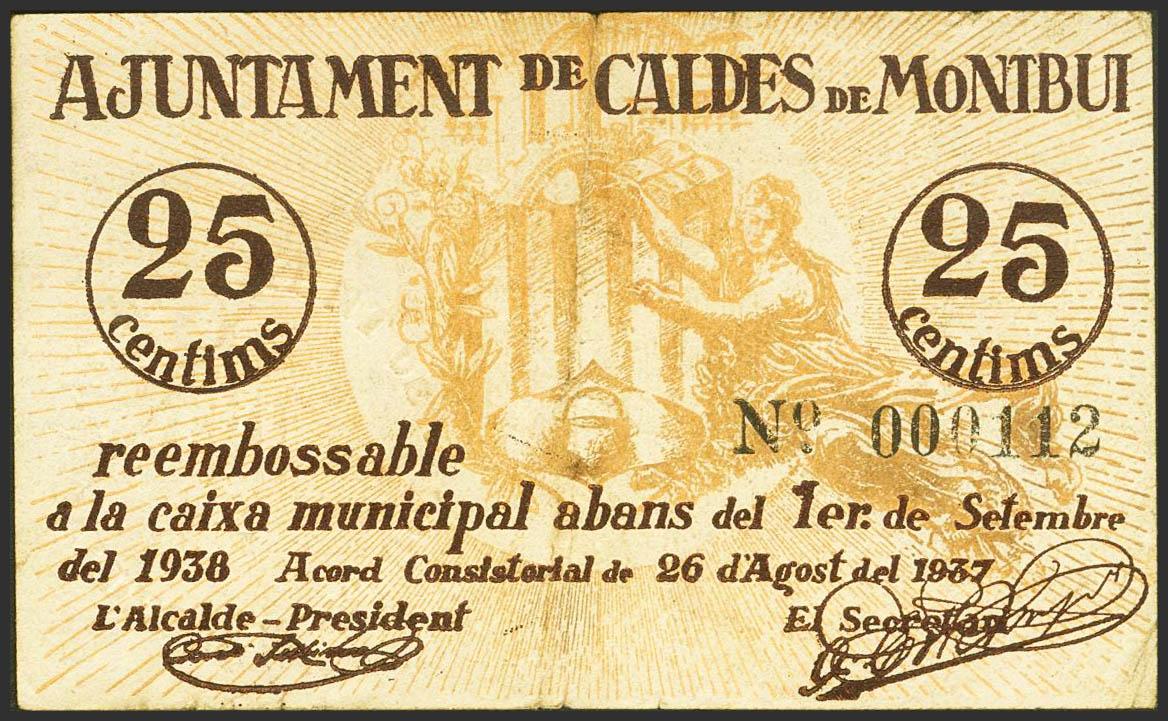 AJUNTAMENT DE CALDES DE MONTBUI
25 centims
25 centims
Nº 000112
reembossable
a la caixa municipal abans del 1er. de Setembre
del 1938 Acord Consistorial de 26 d'Agost del 1937
L'Alcalde-President El Secretari